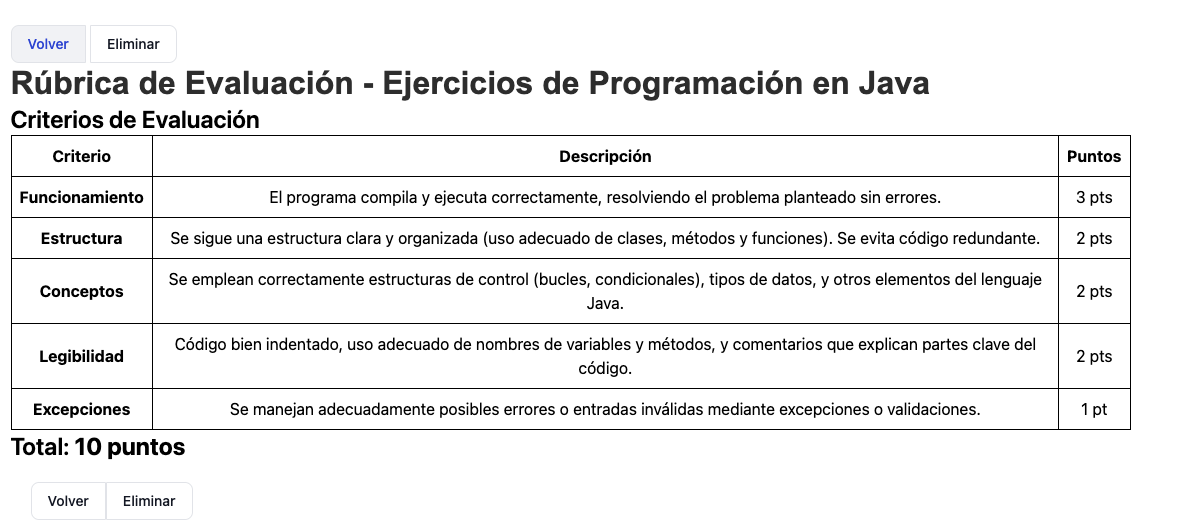 Volver Eliminar
Rúbrica de Evaluación - Ejercicios de Programación en Java
Criterios de Evaluación
Criterio Descripción Puntos
Funcionamiento El programa compila y ejecuta correctamente, resolviendo el problema planteado sin errores. 3 pts
Estructura Se sigue una estructura clara y organizada (uso adecuado de clases, métodos y funciones). Se evita código redundante. 2 pts
Conceptos Se emplean correctamente estructuras de control (bucles, condicionales), tipos de datos, y otros elementos del lenguaje
Java. 2 pts
Legibilidad Código bien indentado, uso adecuado de nombres de variables y métodos, y comentarios que explican partes clave del
código. 2 pts
Excepciones Se manejan adecuadamente posibles errores o entradas inválidas mediante excepciones o validaciones. 1 pt
Total: 10 puntos
Volver Eliminar